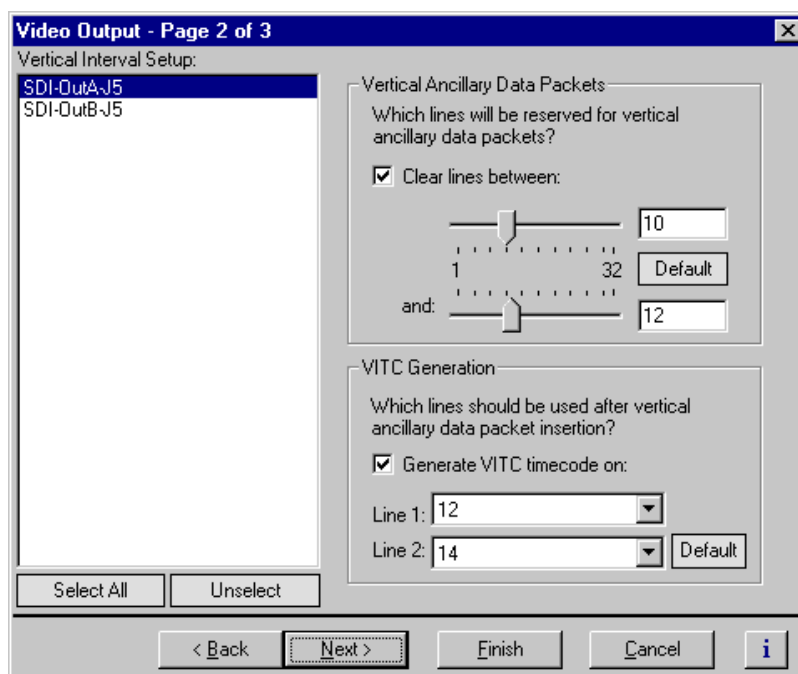 Video Output - Page 2 of 3
Vertical Interval Setup:
SDI-OutA-J5
SDI-OutB-J5
Select All
Unselect
Vertical Ancillary Data Packets
Which lines will be reserved for vertical
ancillary data packets?
Clear lines between:
10
1
32
Default
and:
12
VITC Generation
Which lines should be used after vertical
ancillary data packet insertion?
Generate VITC timecode on:
Line 1: 12
Line 2: 14
Default
< Back
Next >
Finish
Cancel
i